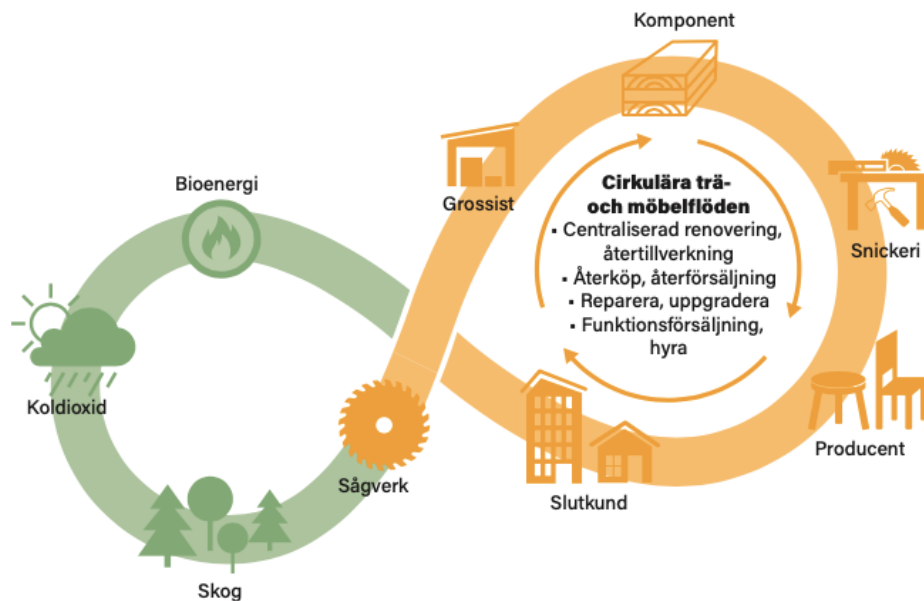 Komponent
Bioenergi
Grossist
Cirkulära trä-
och möbelflöden
▪ Centraliserad renovering,
återtillverkning
▪ Återköp, återförsäljning
▪ Reparera, uppgradera
▪ Funktionsförsäljning,
hyra
Snickeri
Koldioxid
Producent
Sågverk
Slutkund
Skog